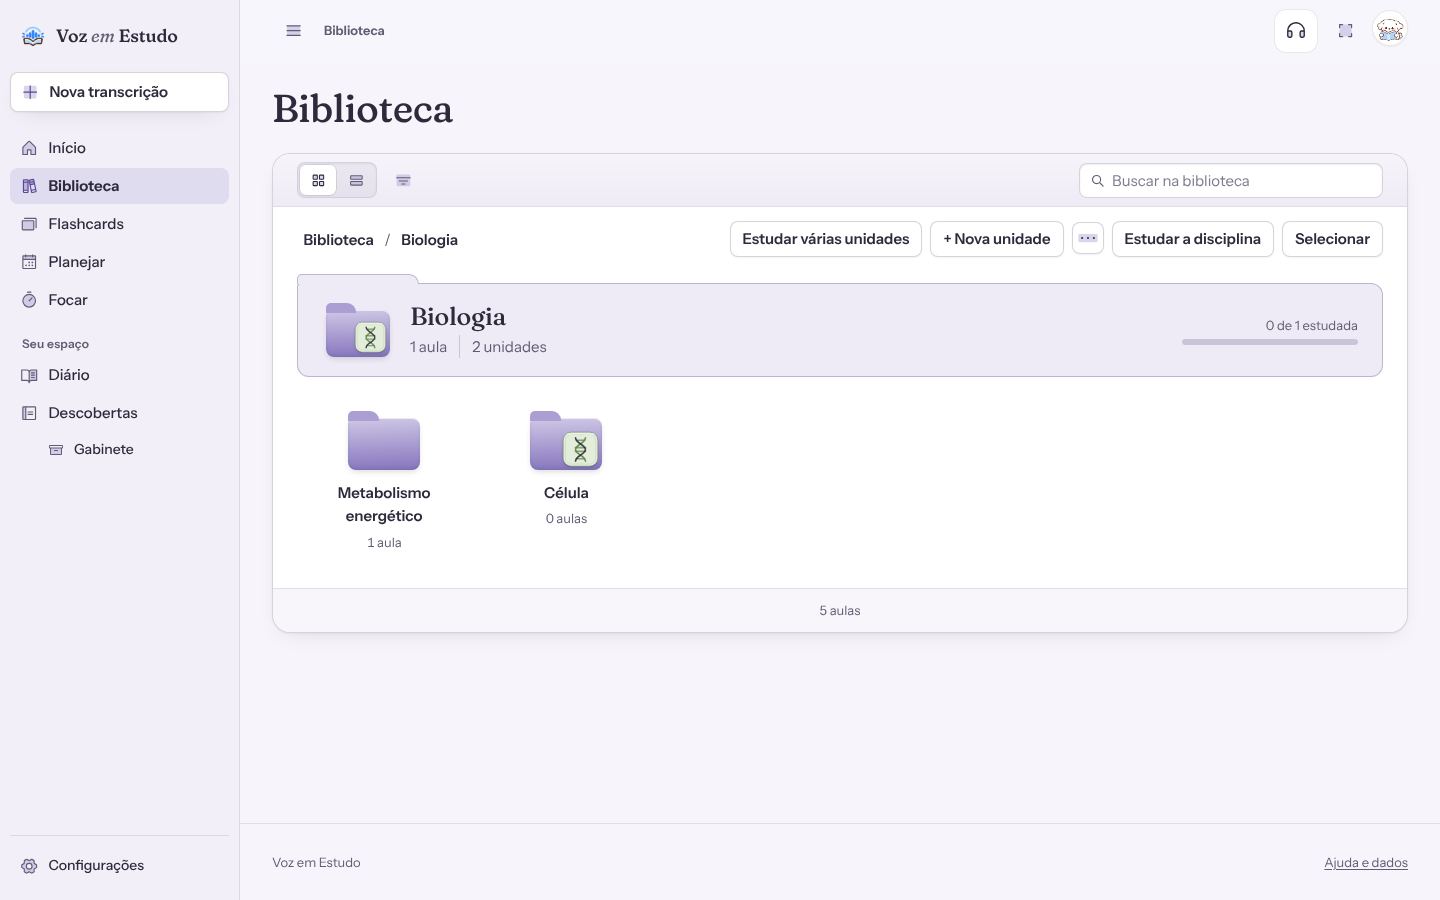 Voz em Estudo
Nova transcrição
Início
Biblioteca
Flashcards
Planejar
Focar
Seu espaço
Diário
Descobertas
Gabinete
Configurações
Biblioteca
Biblioteca
Buscar na biblioteca
Biblioteca / Biologia
Estudar várias unidades
+ Nova unidade
Estudar a disciplina
Selecionar
Biologia
1 aula
2 unidades
0 de 1 estudada
Metabolismo
energético
1 aula
Célula
0 aulas
5 aulas
Voz em Estudo
Ajuda e dados